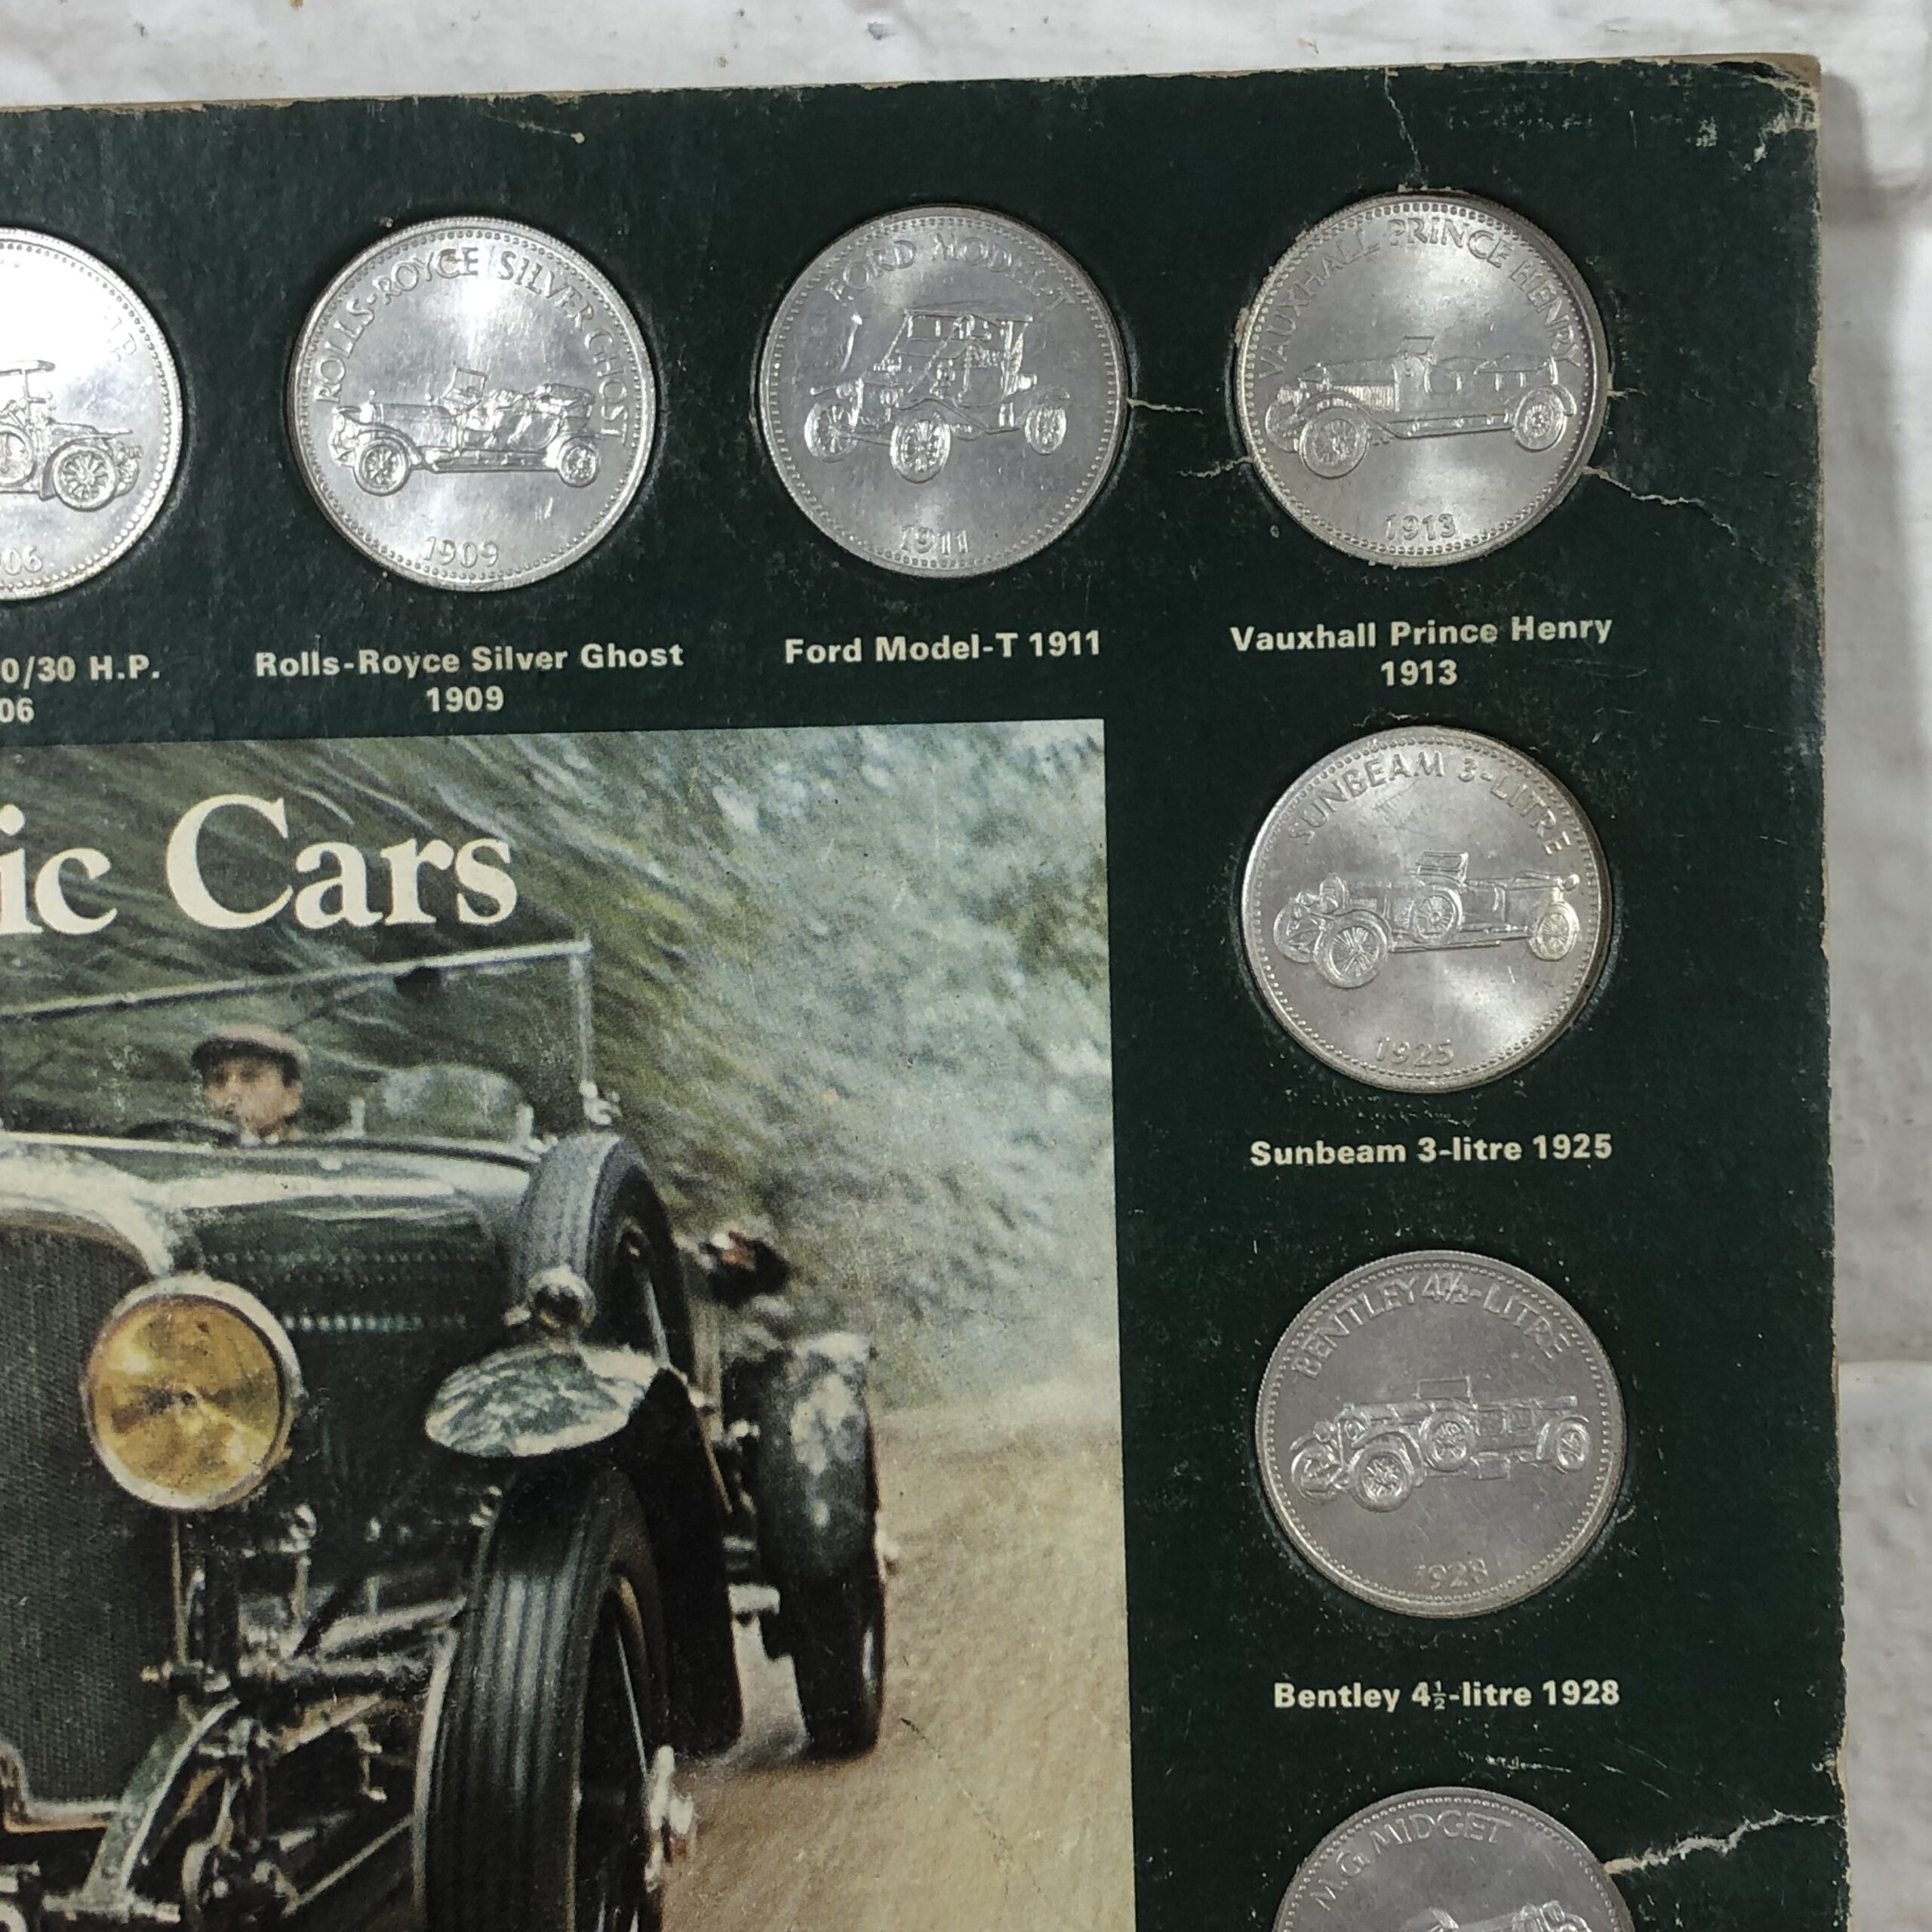 ROLLS-ROYCE SILVER GHOST
1909
FORD MODEL T
1911
VAUXHALL PRINCE HENRY
1913
0/30 H.P.
06
Rolls-Royce Silver Ghost
1909
Ford Model-T 1911
Vauxhall Prince Henry
1913
ic Cars
SUNBEAM 3-LITRE
1925
Sunbeam 3-litre 1925
BENTLEY 4½-LITRE
1928
Bentley 4½-litre 1928
M.G. MIDGET